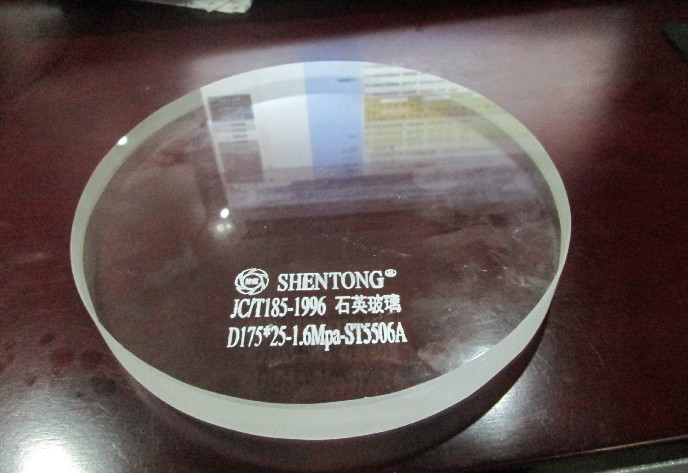 SHENTONG®
JC/T185-1996 石英玻璃
D175*25-1.6Mpa-ST5506A